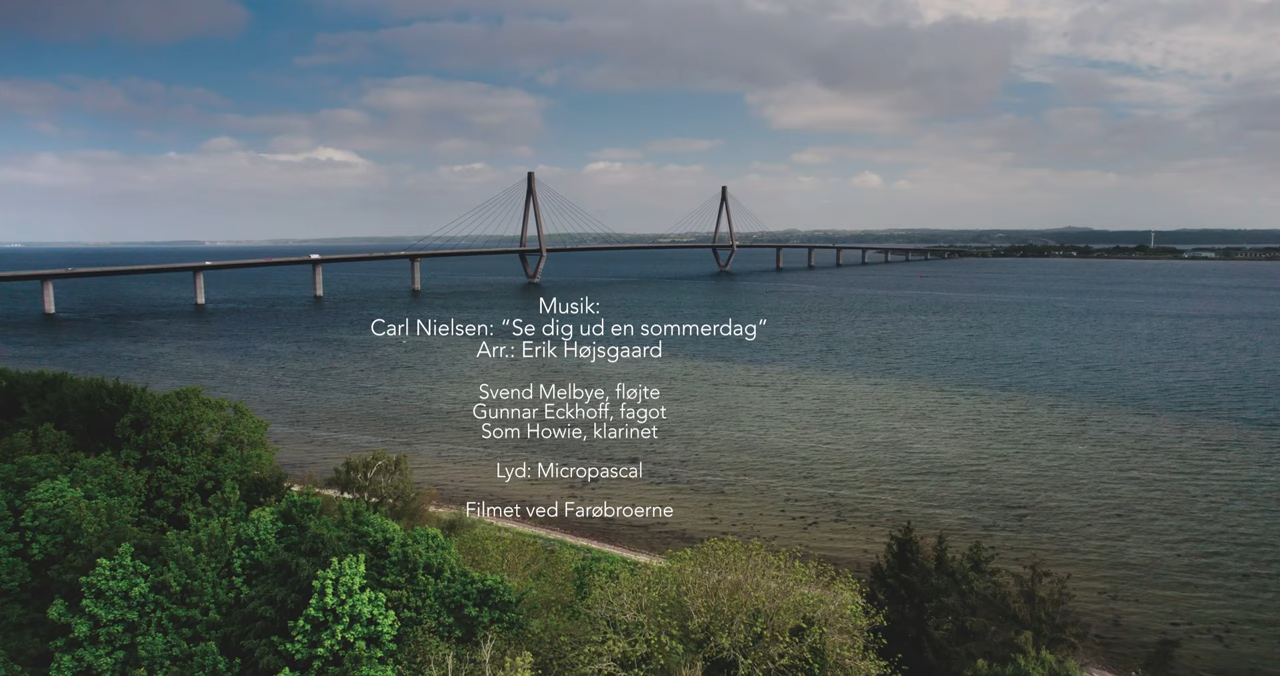 Musik:
Carl Nielsen: “Se dig ud en sommerdag”
Arr.: Erik Højsgaard
Svend Melbye, fløjte
Gunnar Eckhoff, fagot
Som Howie, klarinet
Lyd: Micropascal
Filmet ved Farøbroerne